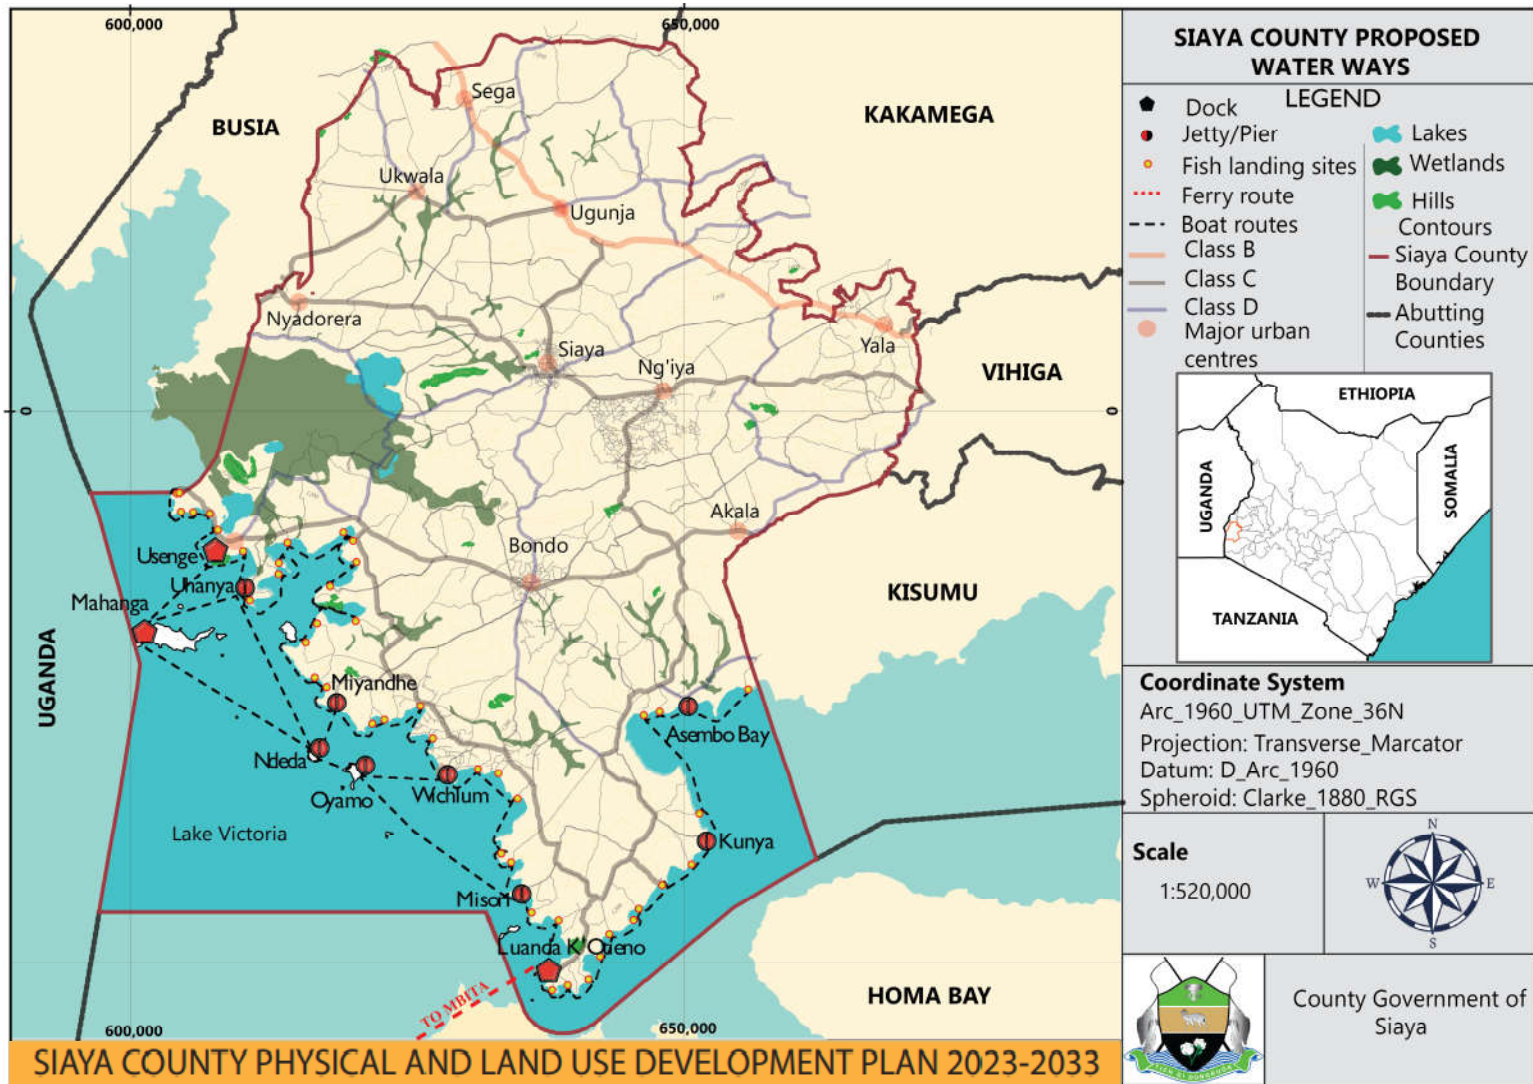 600,000
650,000
BUSIA
KAKAMEGA
VIHIGA
KISUMU
HOMA BAY
UGANDA
Sega
Ukwala
Ugunja
Nyadorera
Siaya
Ng'iya
Yala
Akala
Bondo
0
0
Usenge
Uhanya
Mahanga
Miyandhe
Ndeda
Oyamo
Wichlum
Asembo Bay
Kunya
Misori
Luanda K'Otieno
Lake Victoria
TO MBITA
600,000
650,000
SIAYA COUNTY PHYSICAL AND LAND USE DEVELOPMENT PLAN 2023-2033
SIAYA COUNTY PROPOSED
WATER WAYS
LEGEND
Dock
Jetty/Pier
Fish landing sites
Ferry route
Boat routes
Class B
Class C
Class D
Major urban
centres
Lakes
Wetlands
Hills
Contours
Siaya County
Boundary
Abutting
Counties
ETHIOPIA
UGANDA
SOMALIA
TANZANIA
Coordinate System
Arc_1960_UTM_Zone_36N
Projection: Transverse_Marcator
Datum: D_Arc_1960
Spheroid: Clarke_1880_RGS
Scale
1:520,000
N
W
E
S
County Government of
Siaya